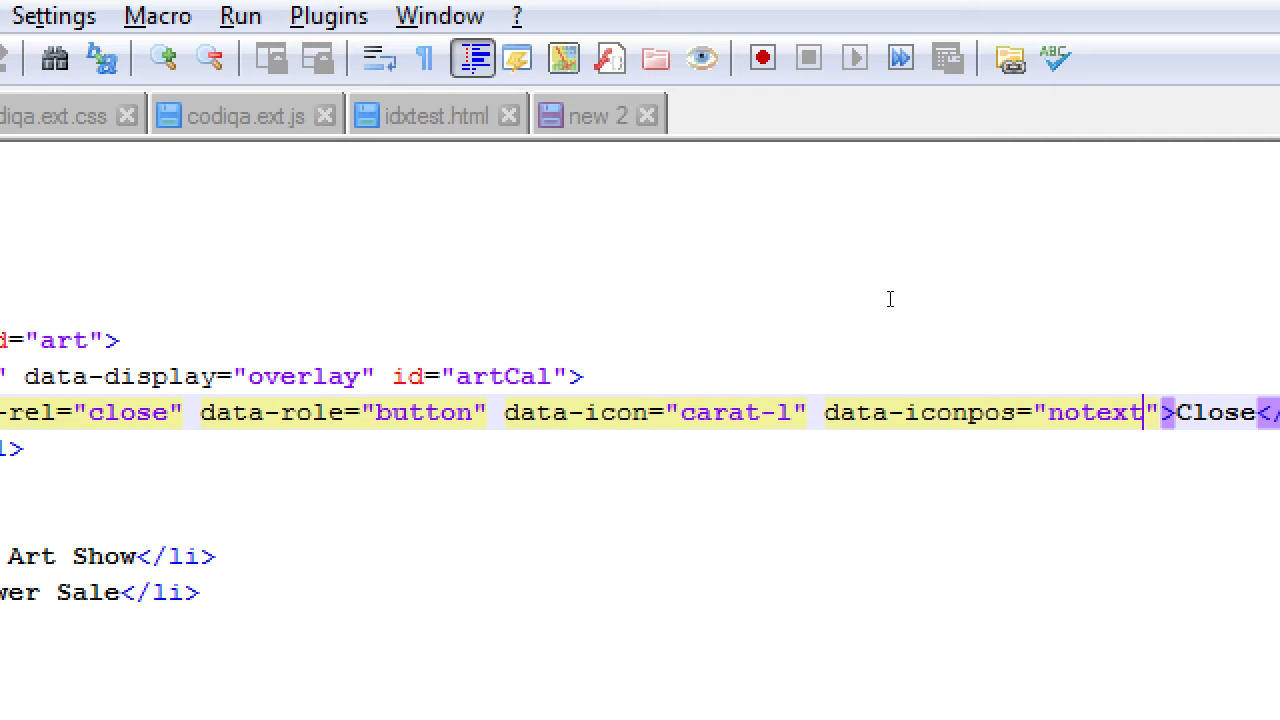 Settings Macro Run Plugins Window ?
ABC
diqa.ext.css codiqa.ext.js idxtest.html new 2
d="art">
" data-display="overlay" id="artCal">
-rel="close" data-role="button" data-icon="carat-l" data-iconpos="notext">Close</
l>
Art Show</li>
wer Sale</li>